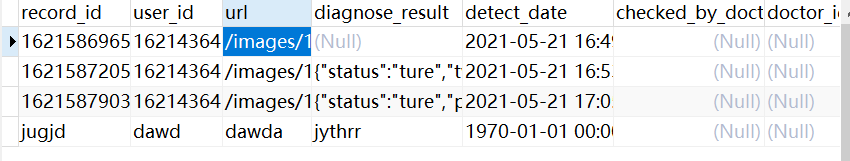 record_id user_id url diagnose_result detect_date checked_by_doct doctor_i
1621586965 16214364 /images/1 (Null) 2021-05-21 16:49 (Null) (Null)
1621587205 16214364 /images/1 {"status":"ture","t 2021-05-21 16:5 (Null) (Null)
1621587903 16214364 /images/1 {"status":"ture","p 2021-05-21 17:0 (Null) (Null)
jugjd dawd dawda jythrr 1970-01-01 00:00 (Null) (Null)